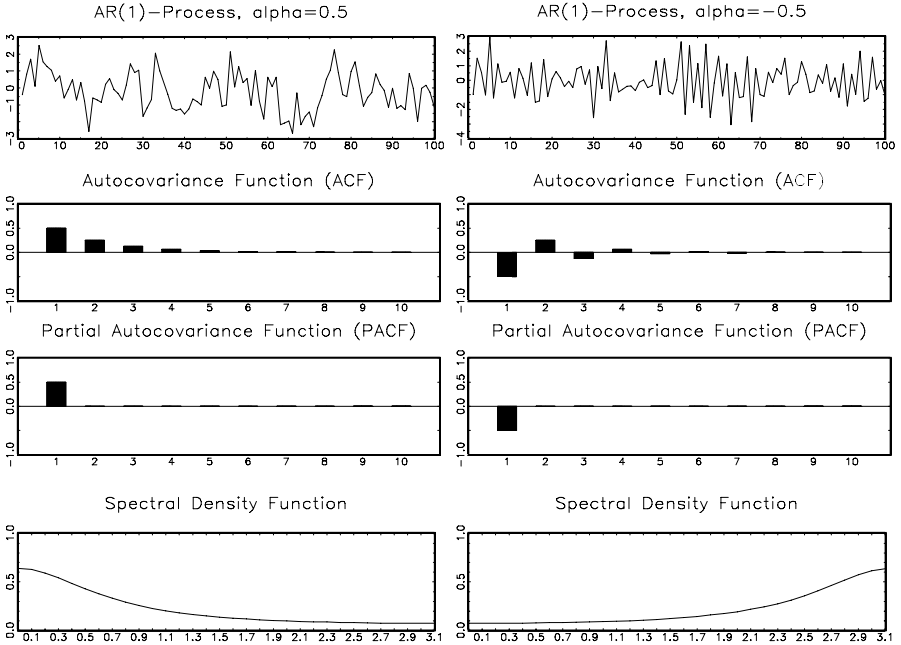 AR(1)-Process, alpha=0.5
3
2
1
0
-1
-3
0 10 20 30 40 50 60 70 80 90 100
AR(1)-Process, alpha=-0.5
3
2
1
0
-2
-4
0 10 20 30 40 50 60 70 80 90 100
Autocovariance Function (ACF)
1.0
0.5
0.0
-1.0
1 2 3 4 5 6 7 8 9 10
Autocovariance Function (ACF)
1.0
0.5
0.0
-1.0
1 2 3 4 5 6 7 8 9 10
Partial Autocovariance Function (PACF)
1.0
0.5
0.0
-1.0
1 2 3 4 5 6 7 8 9 10
Partial Autocovariance Function (PACF)
1.0
0.5
0.0
-1.0
1 2 3 4 5 6 7 8 9 10
Spectral Density Function
1.0
0.5
0.0
0.1 0.3 0.5 0.7 0.9 1.1 1.3 1.5 1.7 1.9 2.1 2.3 2.5 2.7 2.9 3.1
Spectral Density Function
1.0
0.5
0.0
0.1 0.3 0.5 0.7 0.9 1.1 1.3 1.5 1.7 1.9 2.1 2.3 2.5 2.7 2.9 3.1